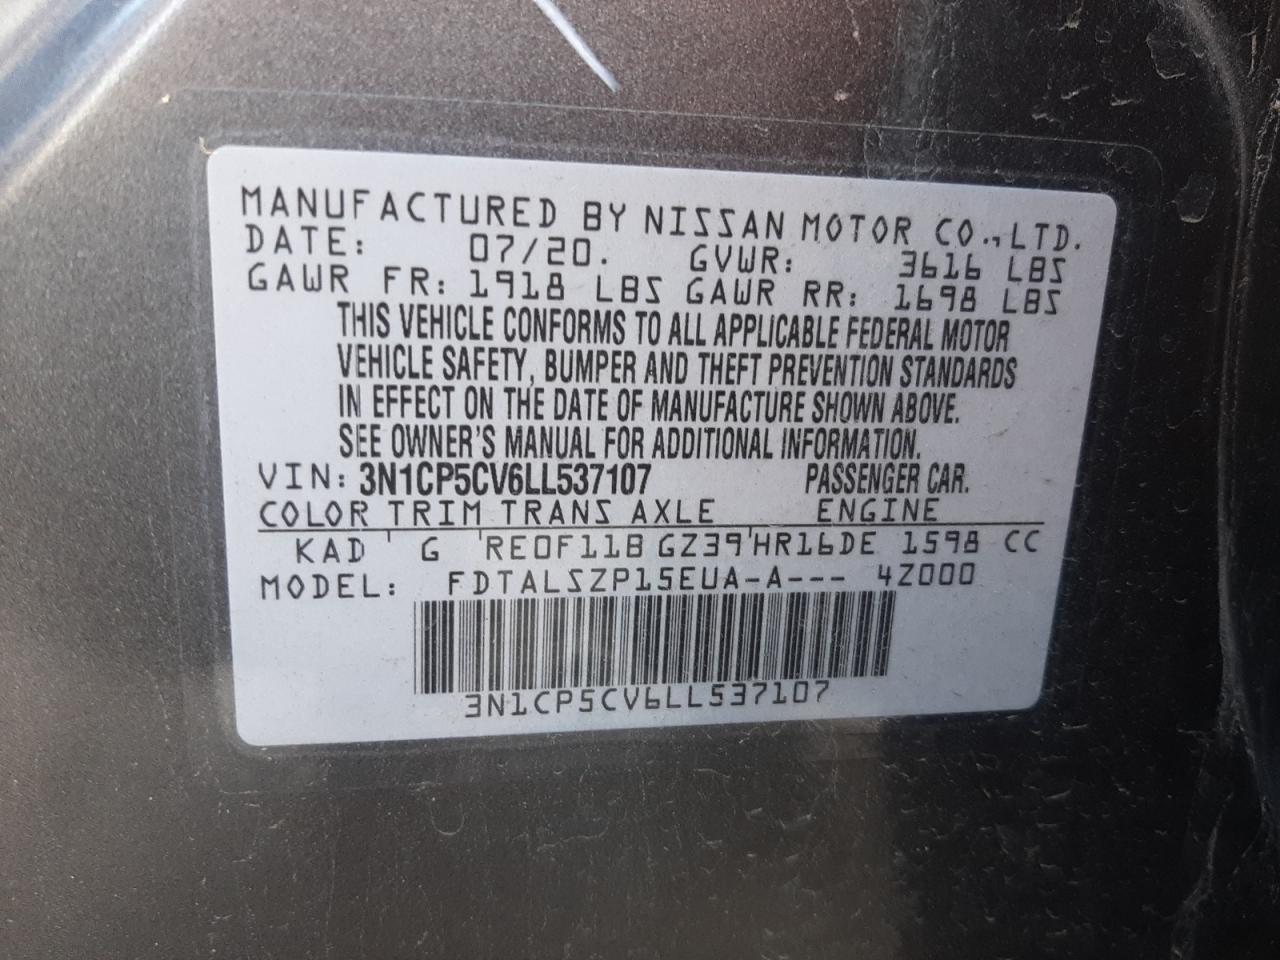 MANUFACTURED BY NISSAN MOTOR CO., LTD.
DATE: 07/20. GVWR: 3616 LBS
GAWR FR: 1918 LBS GAWR RR: 1698 LBS
THIS VEHICLE CONFORMS TO ALL APPLICABLE FEDERAL MOTOR
VEHICLE SAFETY, BUMPER AND THEFT PREVENTION STANDARDS
IN EFFECT ON THE DATE OF MANUFACTURE SHOWN ABOVE.
SEE OWNER'S MANUAL FOR ADDITIONAL INFORMATION.
VIN: 3N1CP5CV6LL537107 PASSENGER CAR.
COLOR TRIM TRANS AXLE ENGINE
KAD ' G 'RE0F11B GZ39'HR16DE 1598 CC
MODEL: FDTALSZP15EUA-A--- 4Z000
3N1CP5CV6LL537107